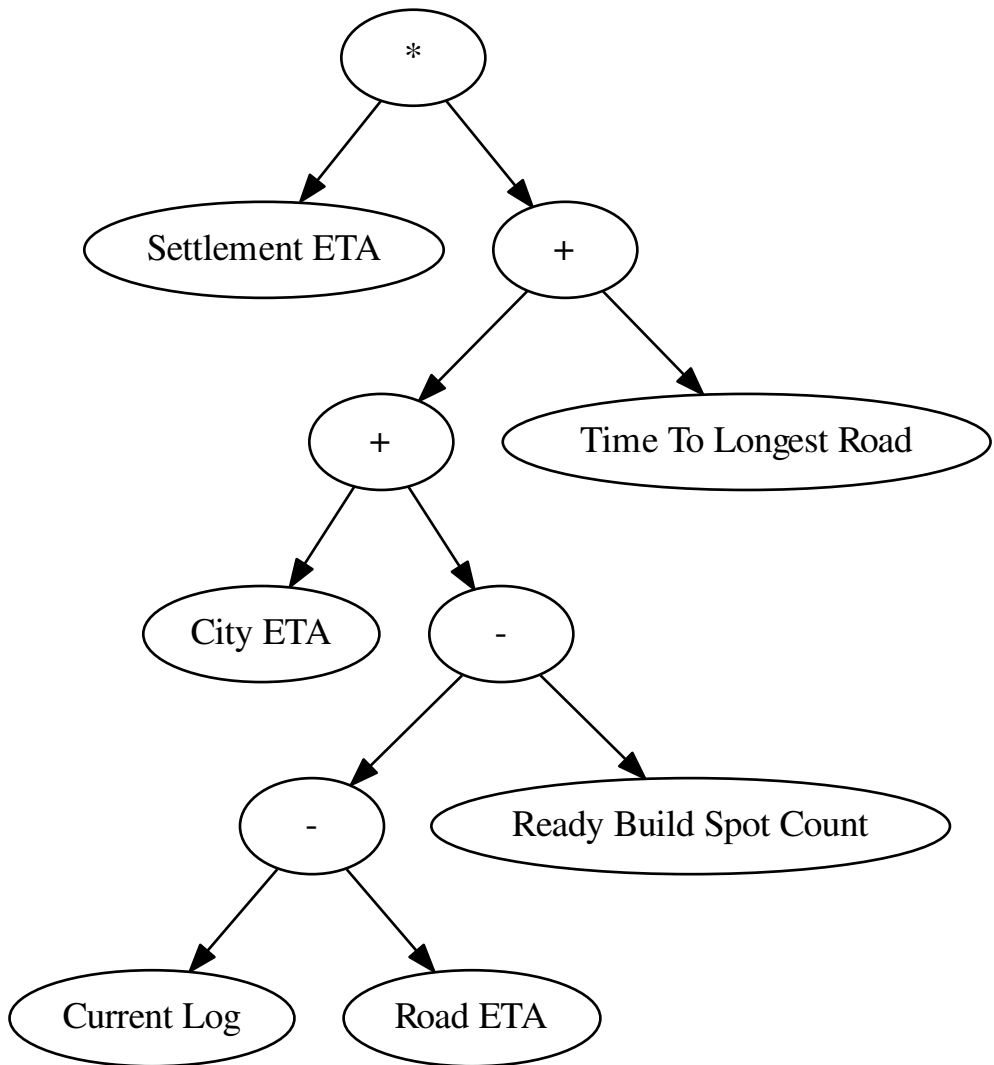 *
Settlement ETA
+
+
Time To Longest Road
City ETA
-
-
Ready Build Spot Count
Current Log
Road ETA